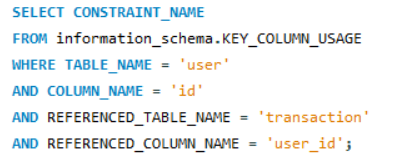 SELECT CONSTRAINT_NAME
FROM information_schema.KEY_COLUMN_USAGE
WHERE TABLE_NAME = 'user'
AND COLUMN_NAME = 'id'
AND REFERENCED_TABLE_NAME = 'transaction'
AND REFERENCED_COLUMN_NAME = 'user_id';